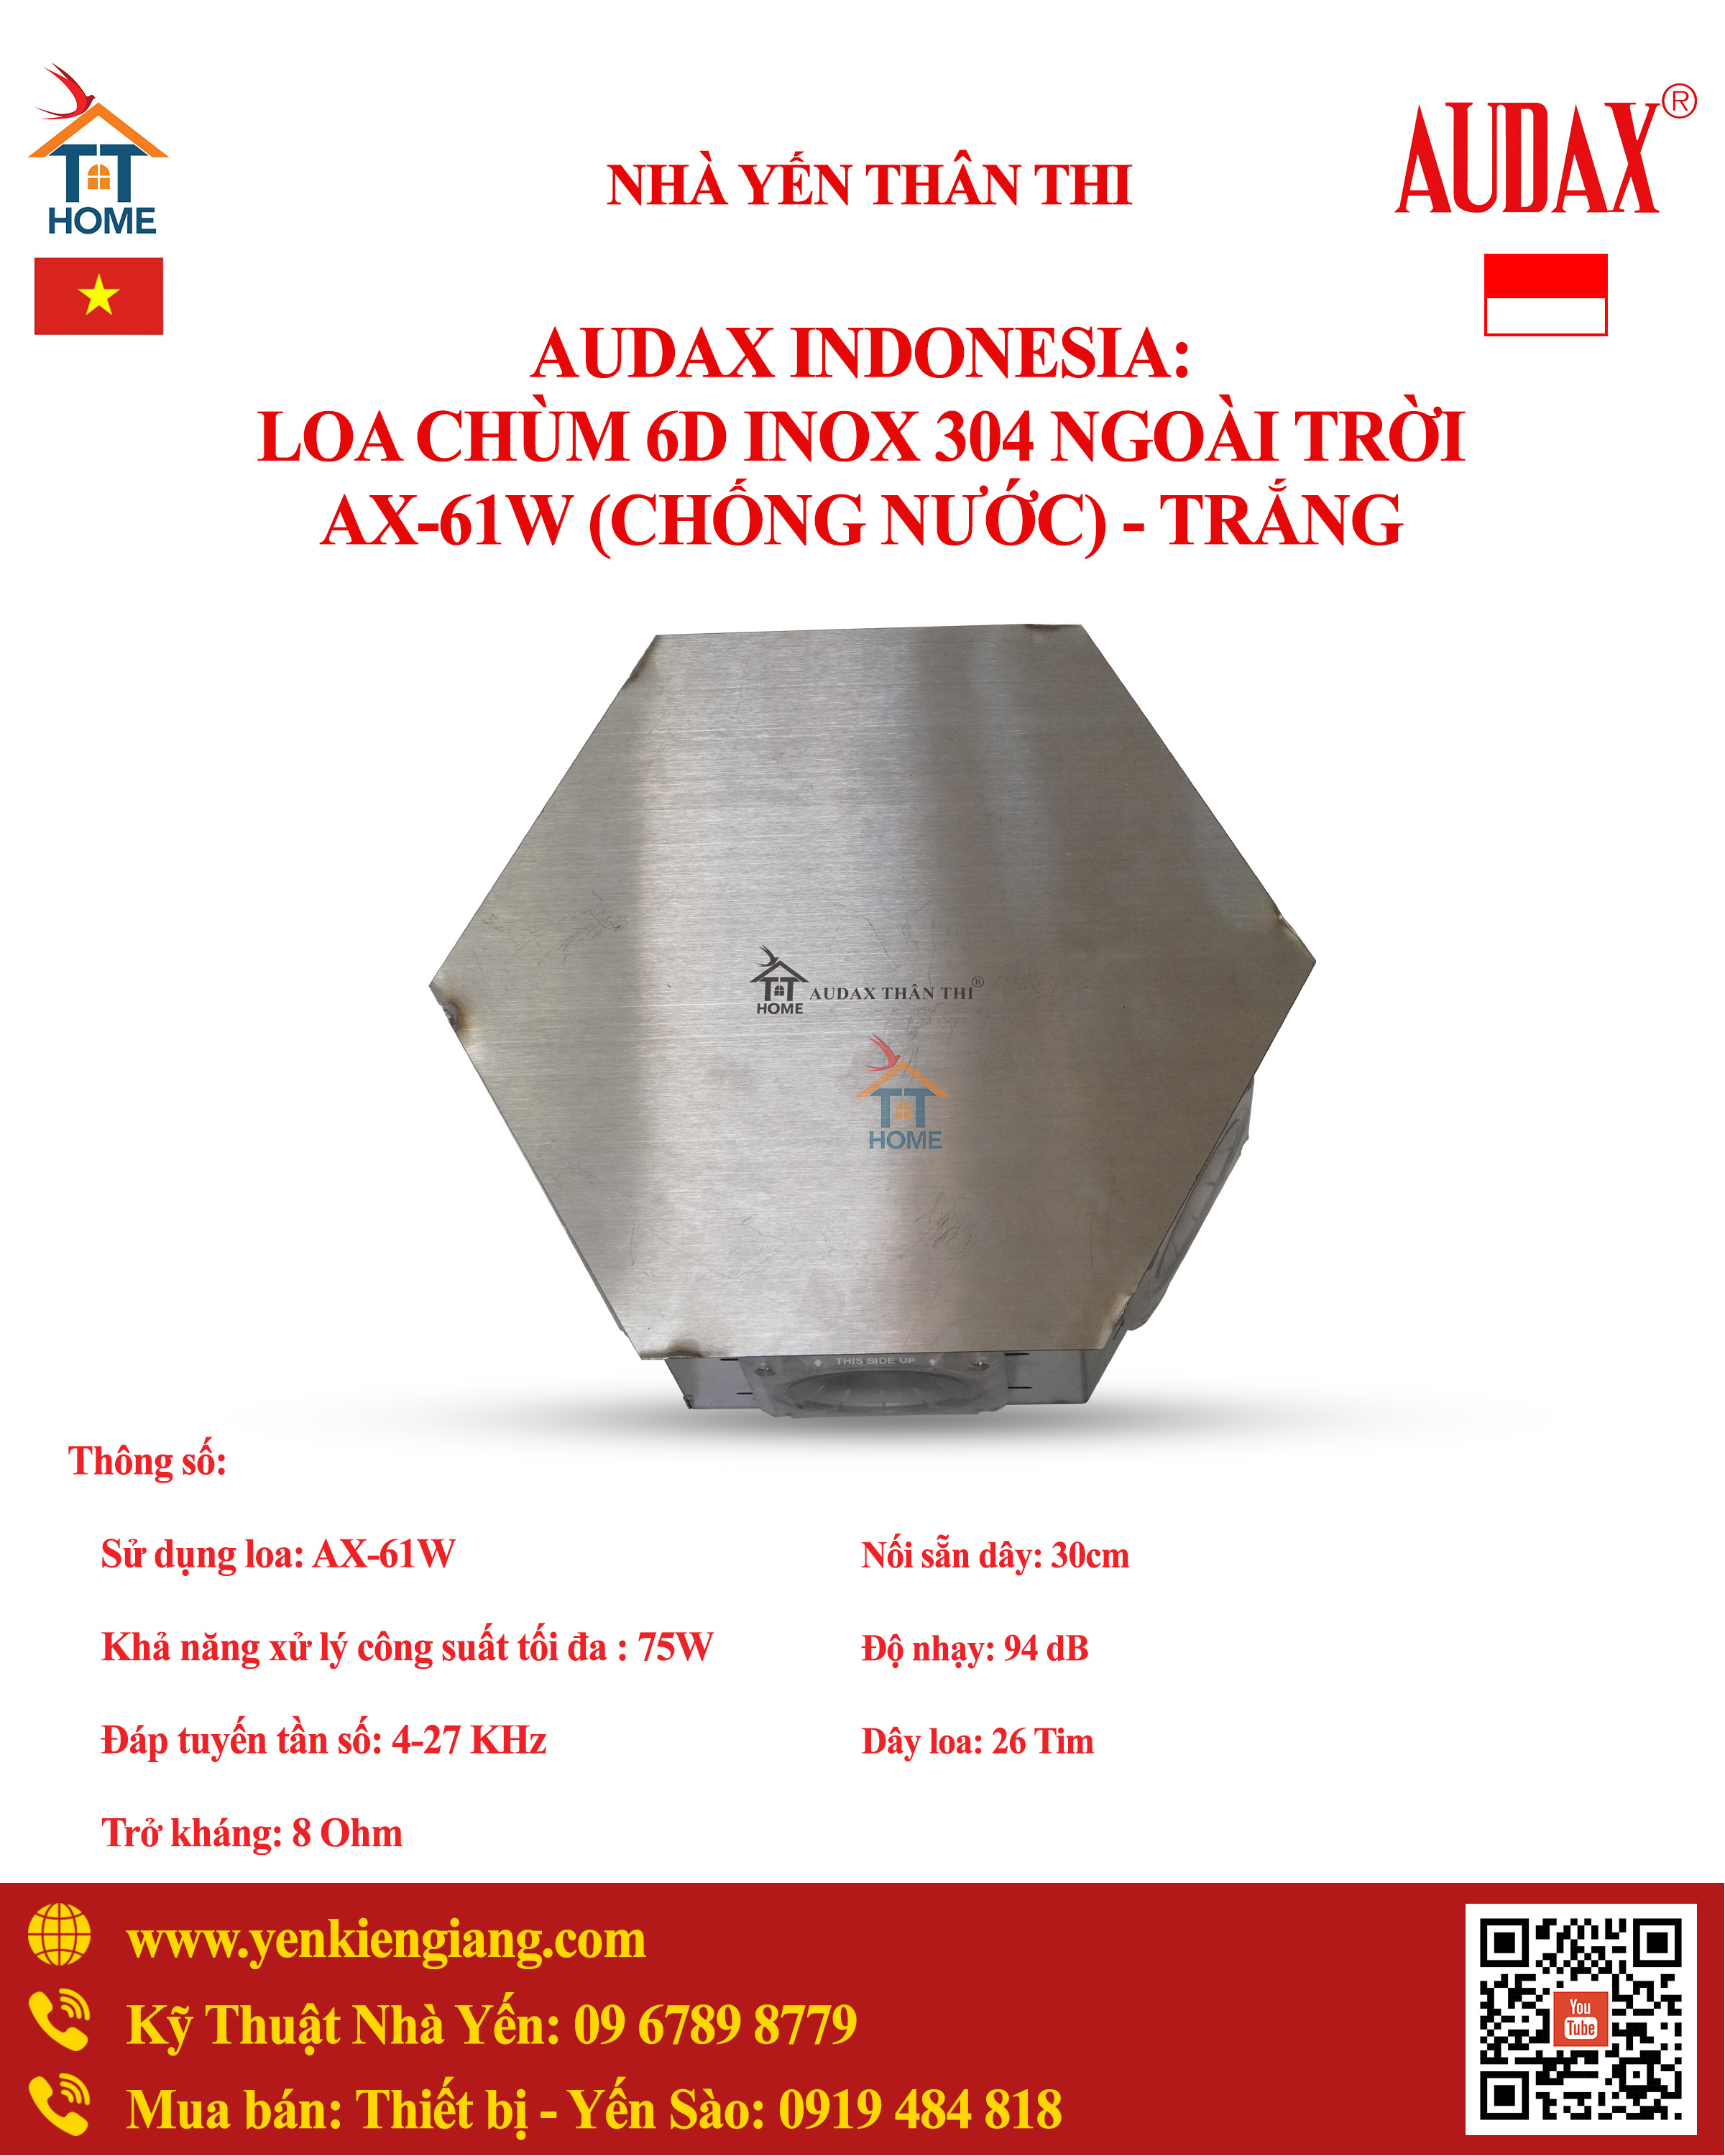 TT
HOME
NHÀ YẾN THÂN THI
AUDAX®
AUDAX INDONESIA:
LOA CHÙM 6D INOX 304 NGOÀI TRỜI
AX-61W (CHỐNG NƯỚC) - TRẮNG
TT
HOME
AUDAX THÂN THI®
TT
HOME
THIS SIDE UP
Thông số:
Sử dụng loa: AX-61W
Nối sẵn dây: 30cm
Khả năng xử lý công suất tối đa : 75W
Độ nhạy: 94 dB
Đáp tuyến tần số: 4-27 KHz
Dây loa: 26 Tim
Trở kháng: 8 Ohm
www.yenkiengiang.com
Kỹ Thuật Nhà Yến: 09 6789 8779
Mua bán: Thiết bị - Yến Sào: 0919 484 818
You
Tube